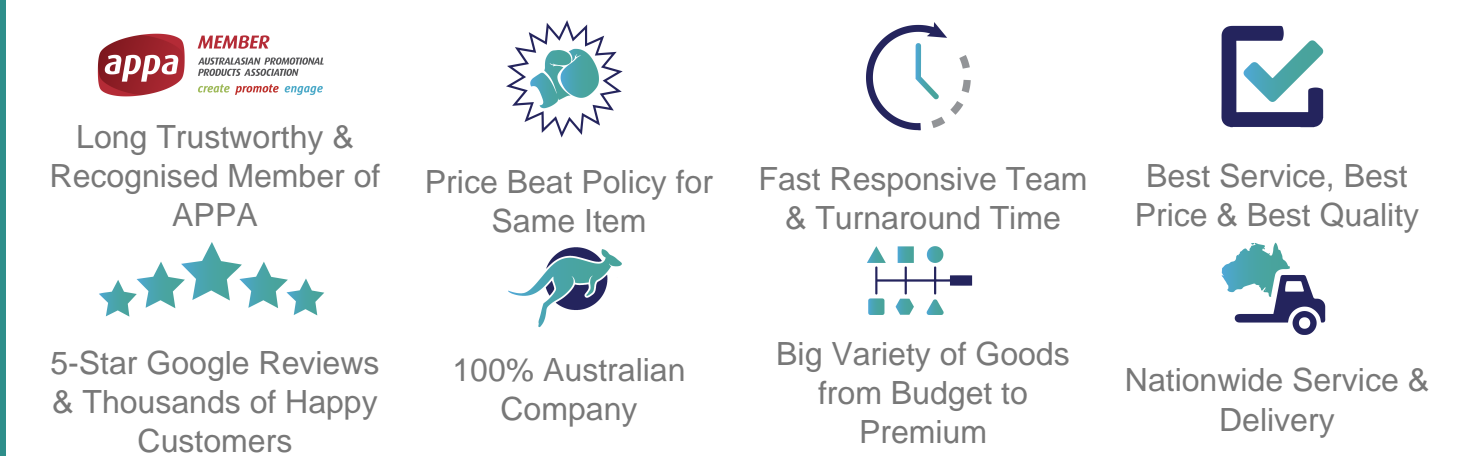 appa
MEMBER
AUSTRALASIAN PROMOTIONAL
PRODUCTS ASSOCIATION
create promote engage
Long Trustworthy &
Recognised Member of
APPA
Price Beat Policy for
Same Item
Fast Responsive Team
& Turnaround Time
Best Service, Best
Price & Best Quality
5-Star Google Reviews
& Thousands of Happy
Customers
100% Australian
Company
Big Variety of Goods
from Budget to
Premium
Nationwide Service &
Delivery